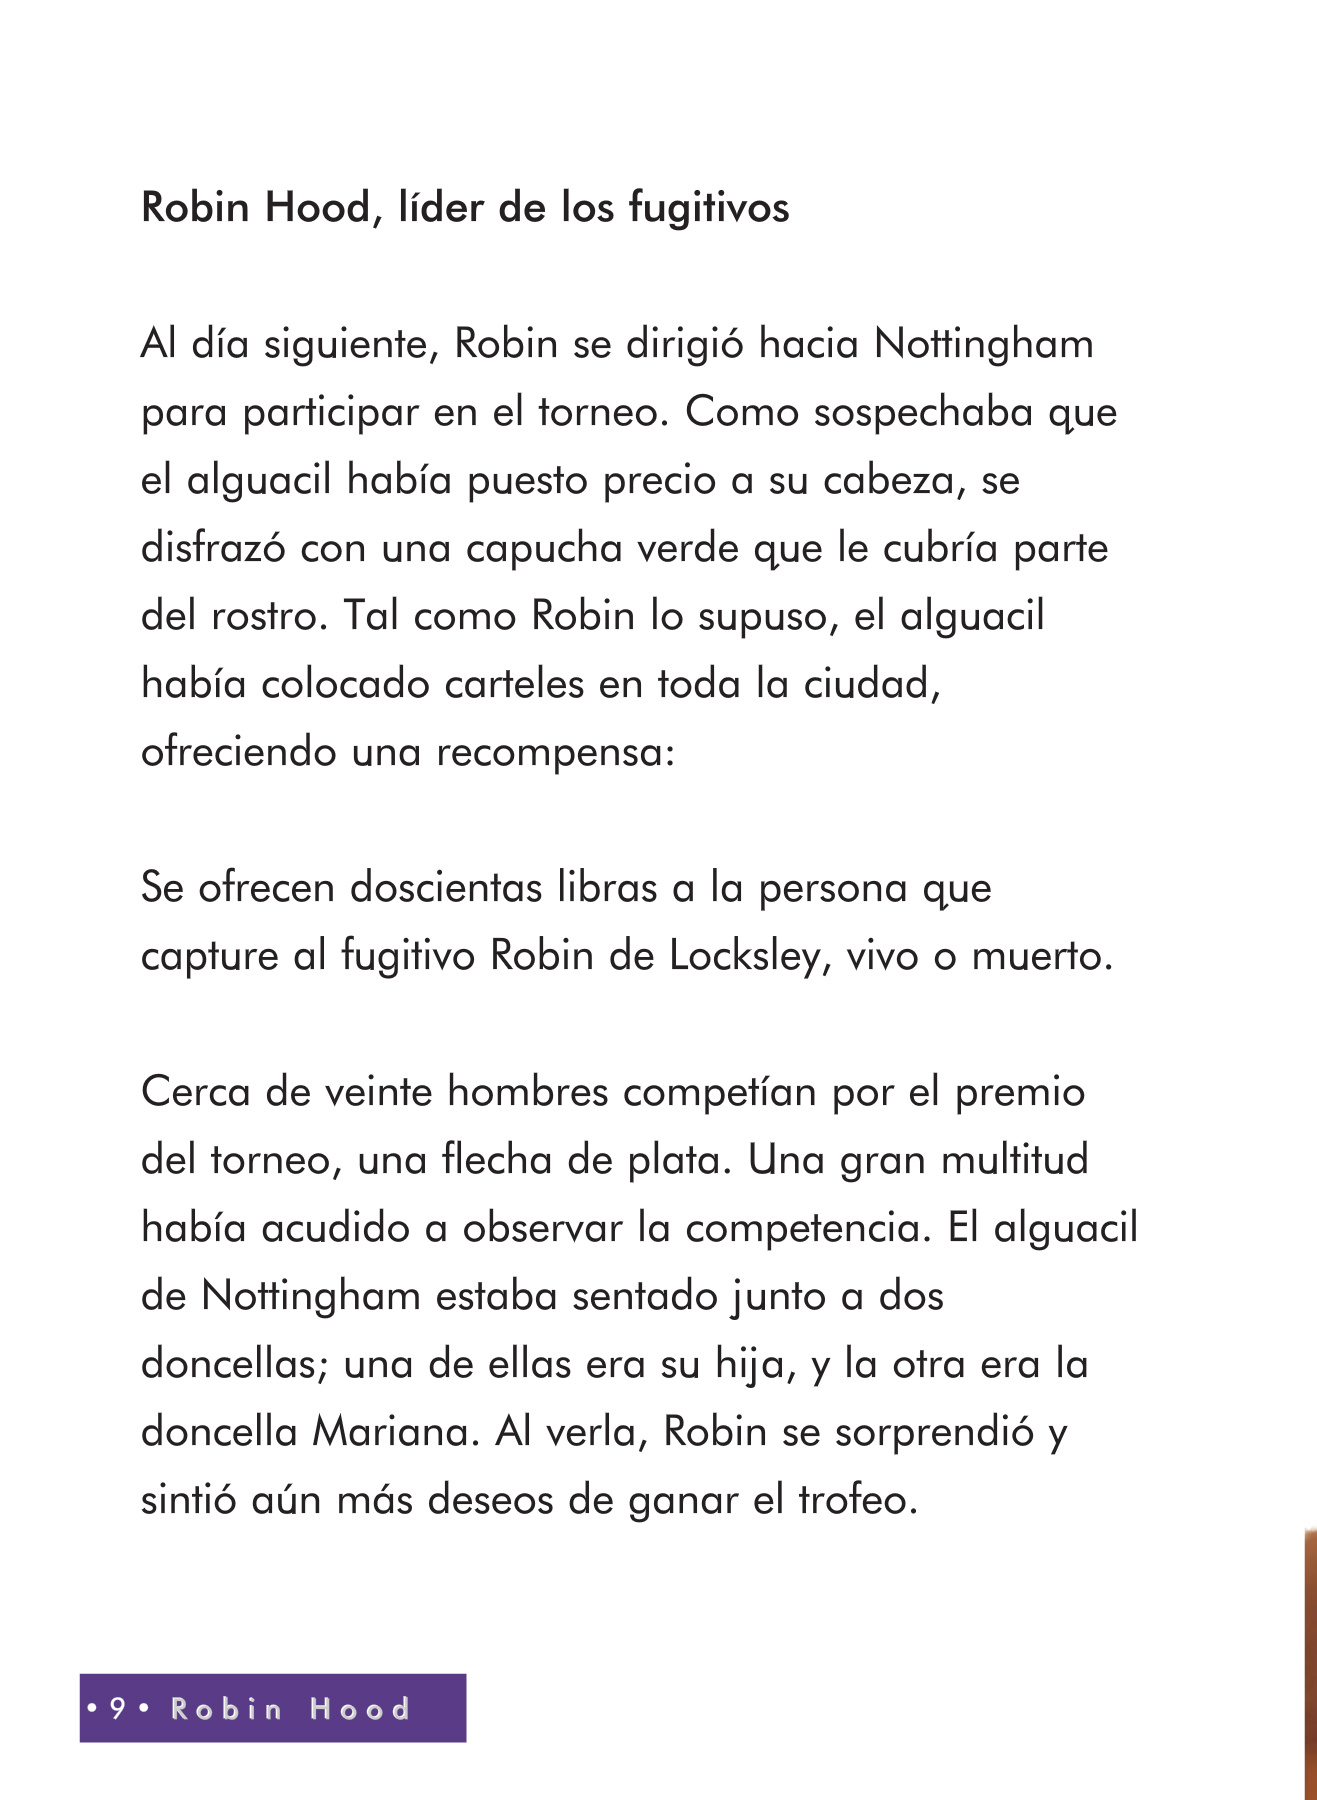 Robin Hood, líder de los fugitivos
Al día siguiente, Robin se dirigió hacia Nottingham
para participar en el torneo. Como sospechaba que
el alguacil había puesto precio a su cabeza, se
disfrazó con una capucha verde que le cubría parte
del rostro. Tal como Robin lo supuso, el alguacil
había colocado carteles en toda la ciudad,
ofreciendo una recompensa:
Se ofrecen doscientas libras a la persona que
capture al fugitivo Robin de Locksley, vivo o muerto.
Cerca de veinte hombres competían por el premio
del torneo, una flecha de plata. Una gran multitud
había acudido a observar la competencia. El alguacil
de Nottingham estaba sentado junto a dos
doncellas; una de ellas era su hija, y la otra era la
doncella Mariana. Al verla, Robin se sorprendió y
sintió aún más deseos de ganar el trofeo.
• 9 • Robin Hood